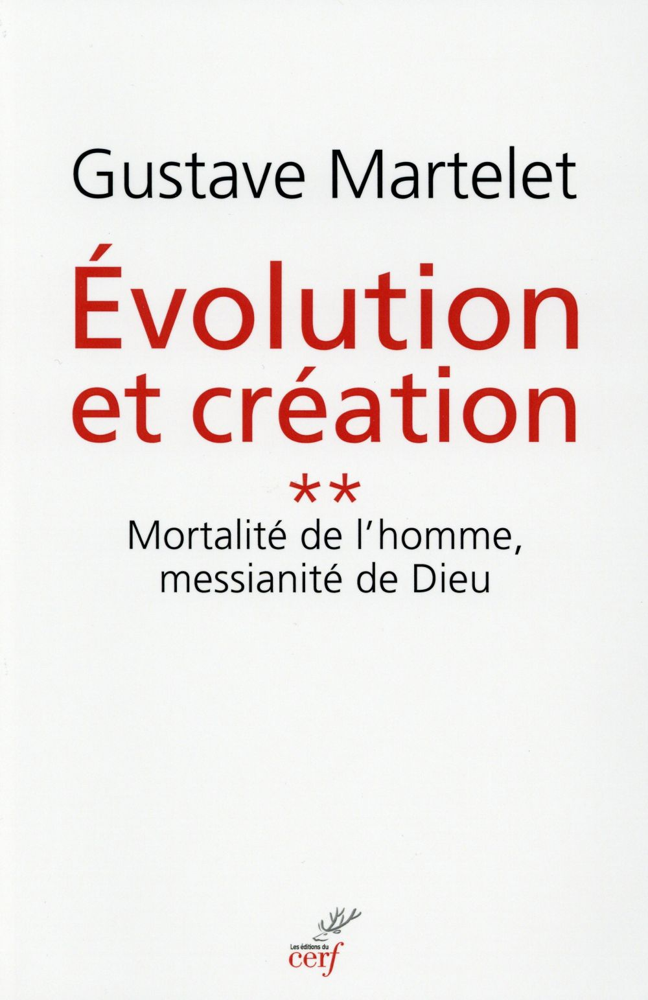 Gustave Martelet
Évolution
et création
**
Mortalité de l'homme,
messianité de Dieu
Les éditions du
cerf